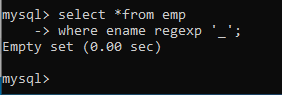 mysql> select *from emp
    -> where ename regexp '_';
Empty set (0.00 sec)
mysql>